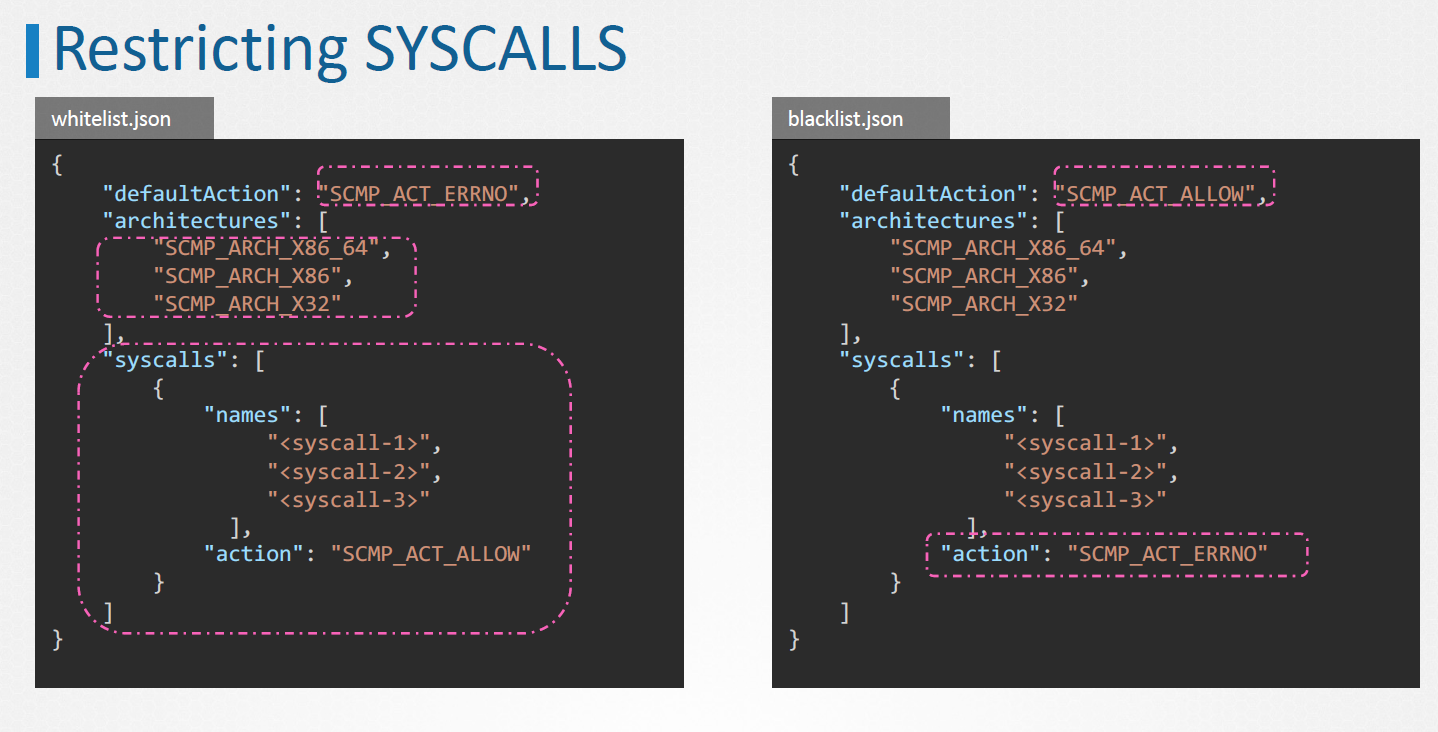 Restricting SYSCALLS
whitelist.json
{
"defaultAction": "SCMP_ACT_ERRNO",
"architectures": [
"SCMP_ARCH_X86_64",
"SCMP_ARCH_X86",
"SCMP_ARCH_X32"
],
"syscalls": [
{
"names": [
"<syscall-1>",
"<syscall-2>",
"<syscall-3>"
],
"action": "SCMP_ACT_ALLOW"
}
]
}
blacklist.json
{
"defaultAction": "SCMP_ACT_ALLOW",
"architectures": [
"SCMP_ARCH_X86_64",
"SCMP_ARCH_X86",
"SCMP_ARCH_X32"
],
"syscalls": [
{
"names": [
"<syscall-1>",
"<syscall-2>",
"<syscall-3>"
],
"action": "SCMP_ACT_ERRNO"
}
]
}